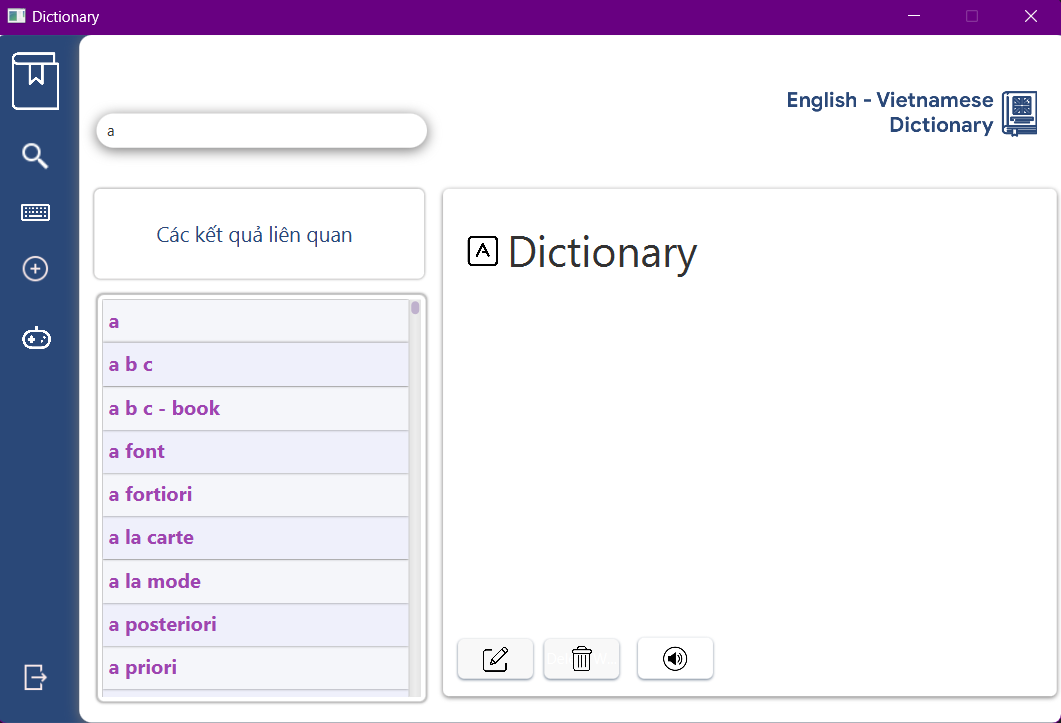 Dictionary
a
English - Vietnamese
Dictionary
Các kết quả liên quan
a
a b c
a b c - book
a font
a fortiori
a la carte
a la mode
a posteriori
a priori
A Dictionary